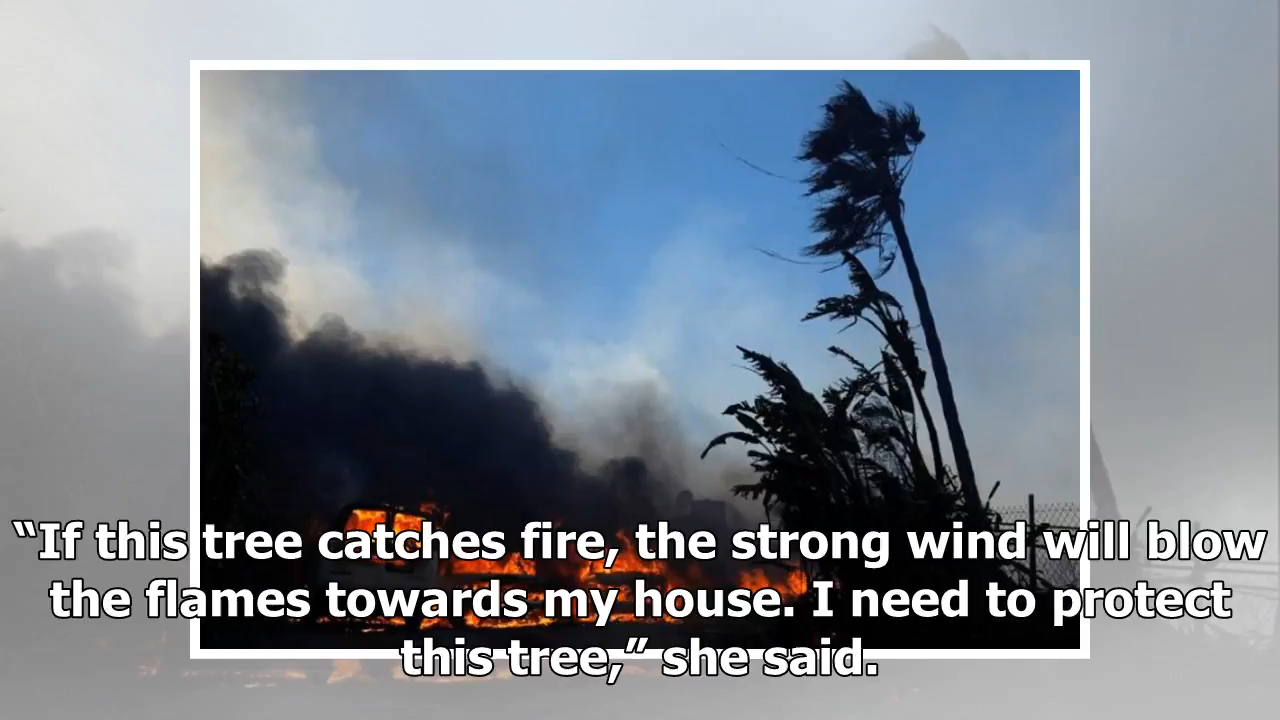 “If this tree catches fire, the strong wind will blow
the flames towards my house. I need to protect
this tree,” she said.